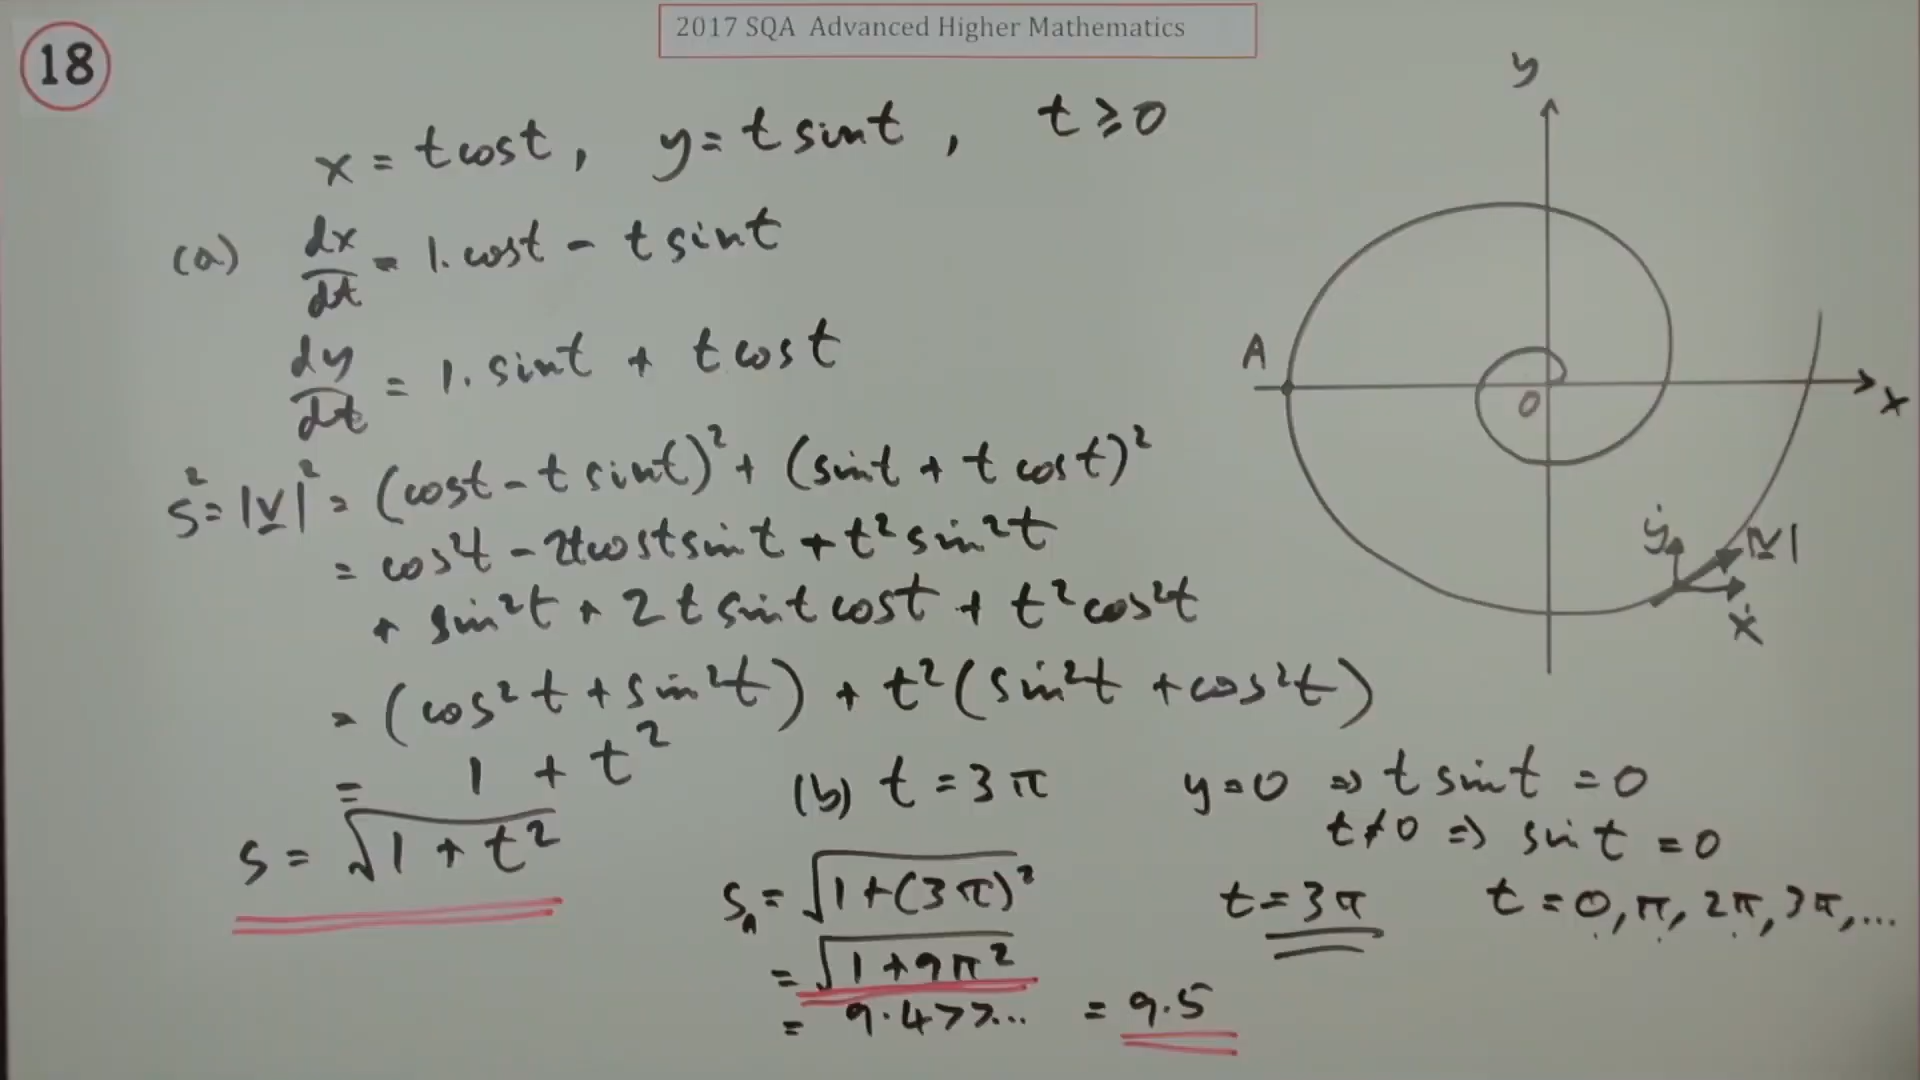 2017 SQA Advanced Higher Mathematics
18
x = t cos t , y = t sin t , t ⩾ 0
(a) dx/dt = 1. cos t - t sin t
dy/dt = 1. sin t + t cos t
s² = |v|² = (cos t - t sin t)² + (sin t + t cos t)²
= cos²t - 2t cos t sin t + t² sin²t
+ sin²t + 2 t sin t cos t + t² cos²t
= (cos²t + sin²t) + t² (sin²t + cos²t)
= 1 + t²
s = √1 + t²
(b) t = 3π
y = 0 ⇒ t sin t = 0
t ≠ 0 ⇒ sin t = 0
t = 3π t = 0, π, 2π, 3π, ...
S_A = √1 + (3π)²
= √1 + 9π²
= 9.477... = 9.5
y
A
O
x
ẏ
|v|
ẋ